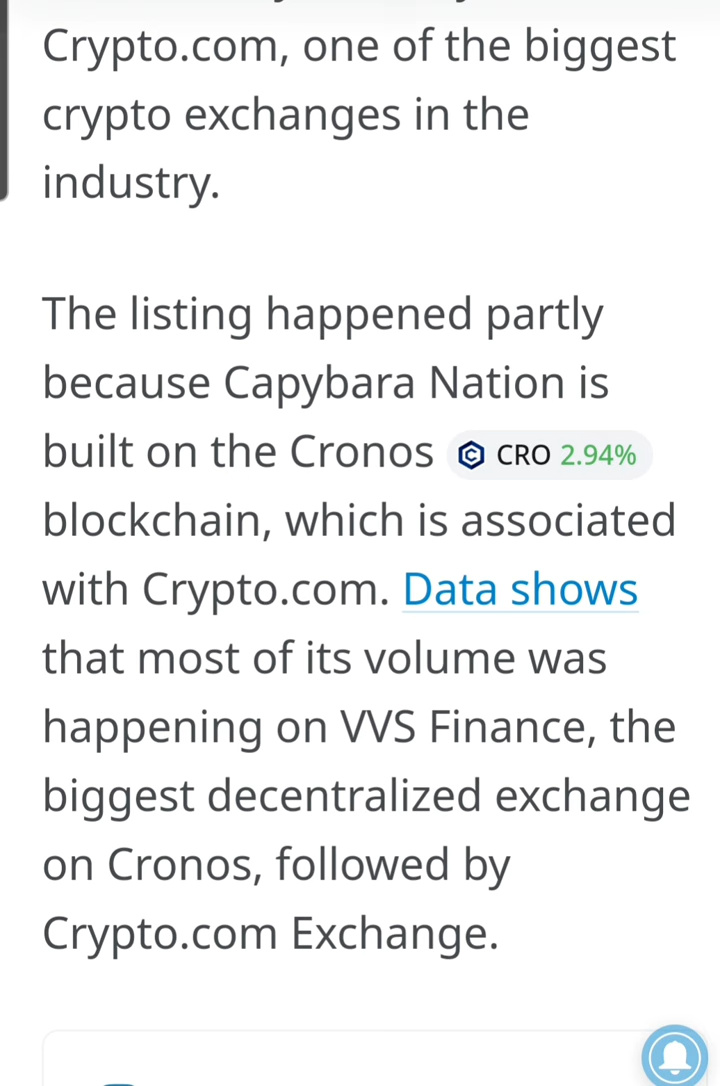 Crypto.com, one of the biggest
crypto exchanges in the
industry.
The listing happened partly
because Capybara Nation is
built on the Cronos CRO 2.94%
blockchain, which is associated
with Crypto.com. Data shows
that most of its volume was
happening on VVS Finance, the
biggest decentralized exchange
on Cronos, followed by
Crypto.com Exchange.